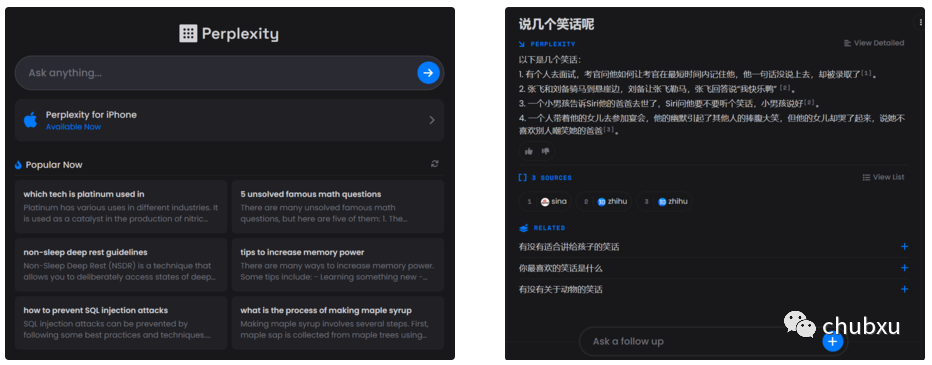 Perplexity
Ask anything...
Perplexity for iPhone
Available Now
Popular Now
which tech is platinum used in
Platinum has various uses in different industries. It
is used as a catalyst in the production of nitric...
5 unsolved famous math questions
There are many unsolved famous math
questions, but here are five of them: 1. The...
non-sleep deep rest guidelines
Non-Sleep Deep Rest (NSDR) is a technique that
allows you to deliberately access states of deep...
tips to increase memory power
There are many ways to increase memory power.
Some tips include: - Learning something new -...
how to prevent SQL injection attacks
SQL injection attacks can be prevented by
following some best practices and techniques....
what is the process of making maple syrup
Making maple syrup involves several steps. First,
maple sap is collected from maple trees using...
说几个笑话呢
PERPLEXITY
View Detailed
以下是几个笑话:
1. 有个人去面试，考官问他如何让考官在最短时间内记住他，他一句话没说上去，却被录取了[1]。
2. 张飞和刘备骑马到悬崖边，刘备让张飞勒马，张飞回答说"我快乐啊" [2]。
3. 一个小男孩告诉Siri他的爸爸去世了，Siri问他要不要听个笑话，小男孩说好[2]。
4. 一个人带着他的女儿去参加宴会，他的幽默引起了其他人的捧腹大笑，但他的女儿却哭了起来，说她不
喜欢别人嘲笑她的爸爸[3]。
3 SOURCES
View List
1 sina
2 zhihu
3 zhihu
RELATED
有没有适合讲给孩子的笑话
你最喜欢的笑话是什么
有没有关于动物的笑话
Ask a follow up
chubxu